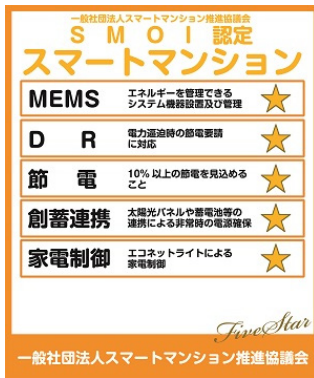 一般社団法人スマートマンション推進協議会
SMOI認定
スマートマンション
MEMS
エネルギーを管理できる
システム機器設置及び管理
DR
電力逼迫時の節電要請
に対応
節電
10%以上の節電を見込める
こと
創蓄連携
太陽光パネルや蓄電池等の
連携による非常時の電源確保
家電制御
エコネットライトによる
家電制御
Five Star
一般社団法人スマートマンション推進協議会